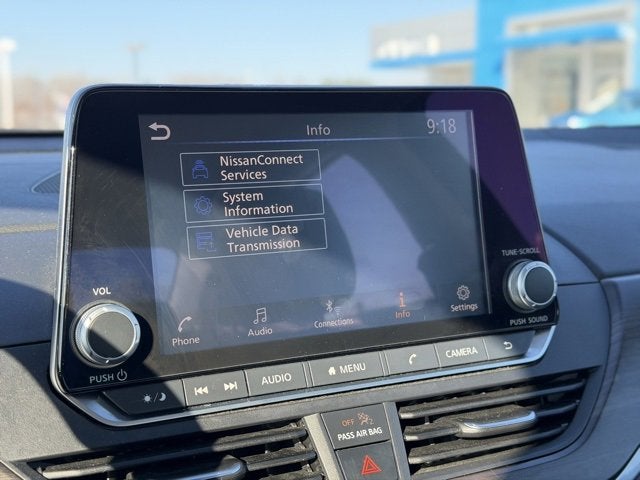 Info
9:18
NissanConnect
Services
System
Information
Vehicle Data
Transmission
TUNE-SCROLL
VOL
Phone
Audio
Connections
Info
Settings
PUSH
PUSH SOUND
AUDIO
MENU
CAMERA
OFF
2
PASS AIR BAG